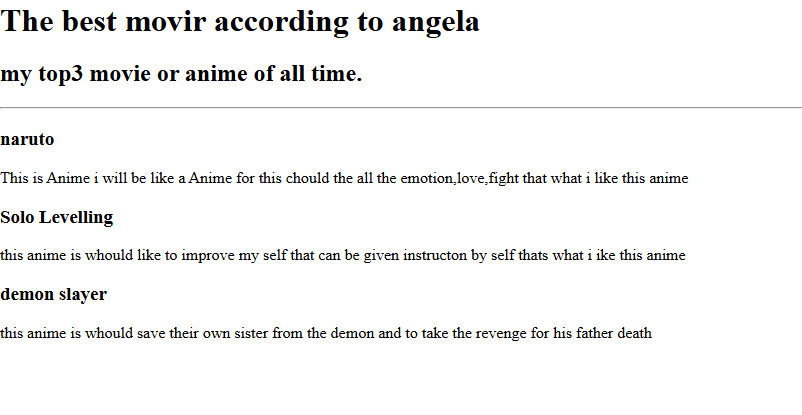 The best movir according to angela
my top3 movie or anime of all time.
naruto
This is Anime i will be like a Anime for this chould the all the emotion,love,fight that what i like this anime
Solo Levelling
this anime is whould like to improve my self that can be given instructon by self thats what i ike this anime
demon slayer
this anime is whould save their own sister from the demon and to take the revenge for his father death